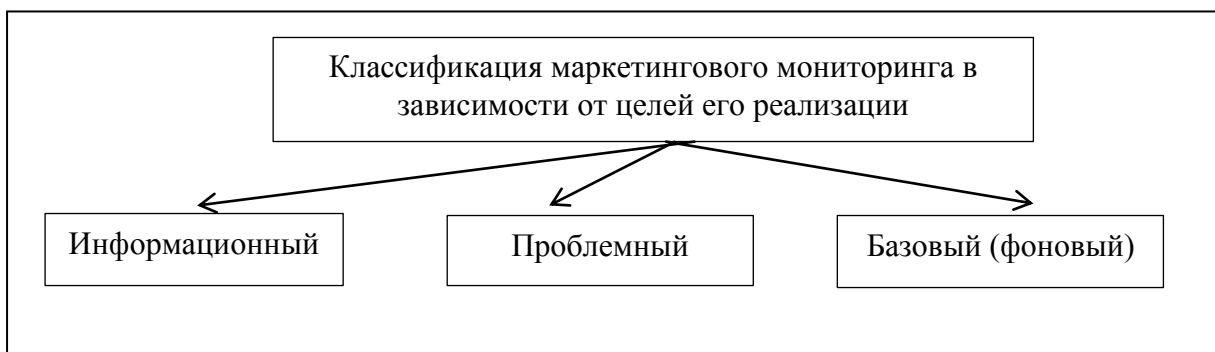 Классификация маркетингового мониторинга в
зависимости от целей его реализации
Информационный
Проблемный
Базовый (фоновый)